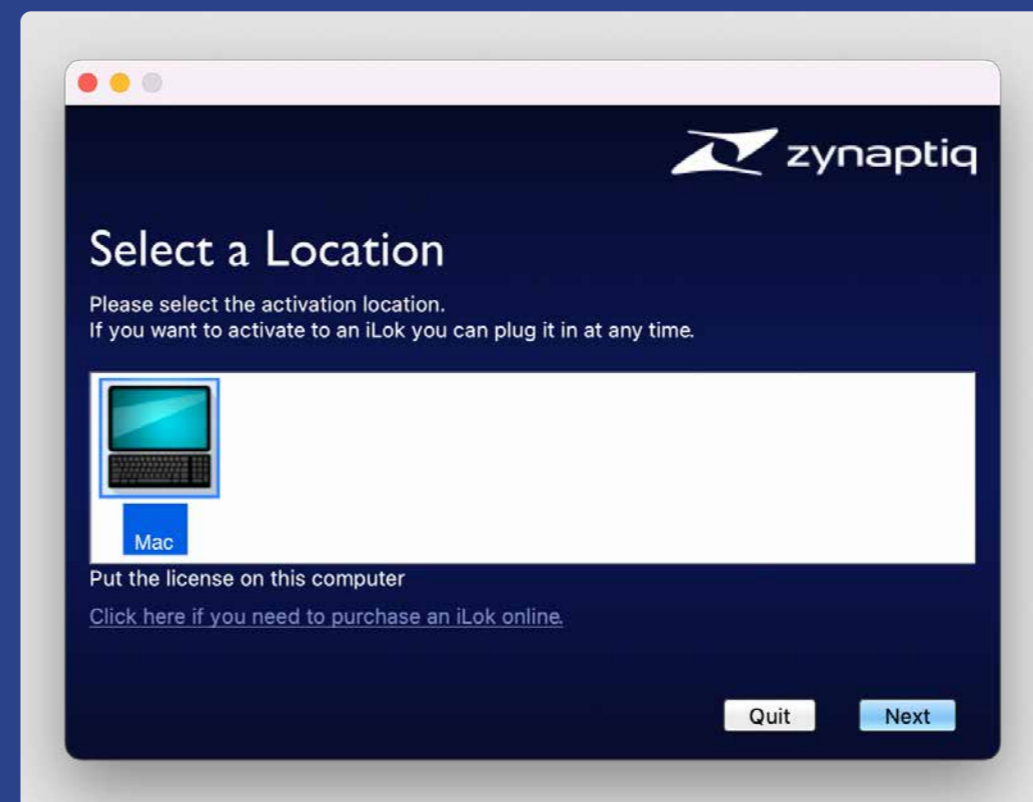 zynaptiq
Select a Location
Please select the activation location.
If you want to activate to an iLok you can plug it in at any time.
Mac
Put the license on this computer
Click here if you need to purchase an iLok online.
Quit
Next